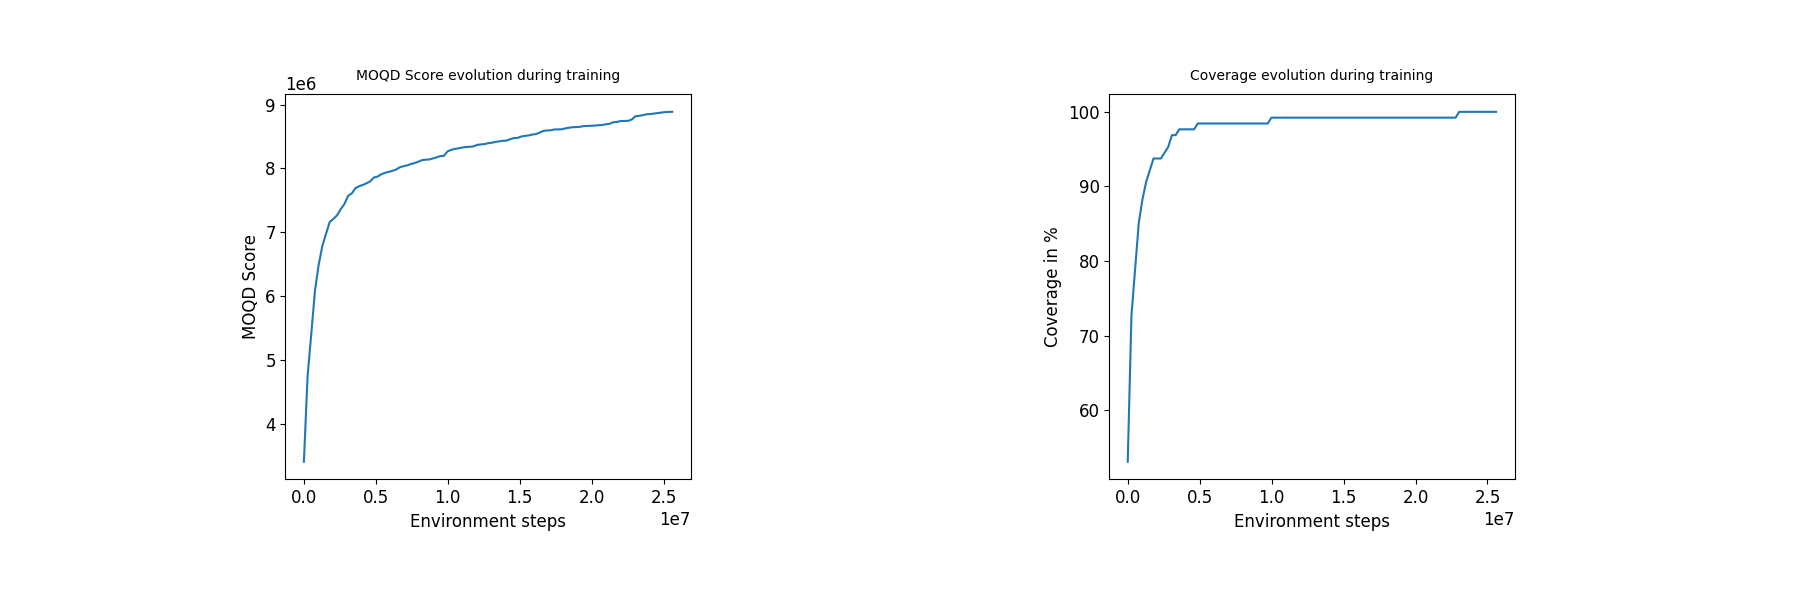 MOQD Score evolution during training
1e6
9
8
7
6
5
4
MOQD Score
0.0 0.5 1.0 1.5 2.0 2.5
1e7
Environment steps
Coverage evolution during training
100
90
80
70
60
Coverage in %
0.0 0.5 1.0 1.5 2.0 2.5
1e7
Environment steps